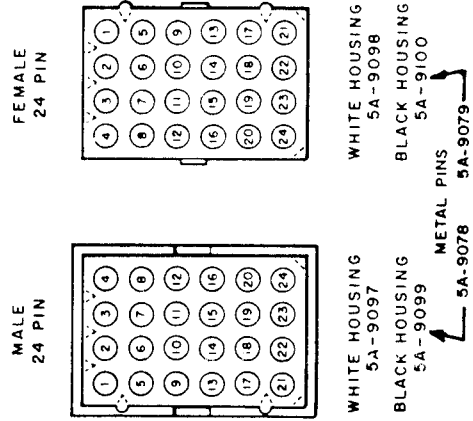 MALE
24 PIN
1 2 3 4
5 6 7 8
9 10 11 12
13 14 15 16
17 18 19 20
21 22 23 24
WHITE HOUSING
5A-9097
BLACK HOUSING
5A-9099
FEMALE
24 PIN
4 3 2 1
8 7 6 5
12 11 10 9
16 15 14 13
20 19 18 17
24 23 22 21
WHITE HOUSING
5A-9098
BLACK HOUSING
5A-9100
METAL PINS
5A-9078 5A-9079